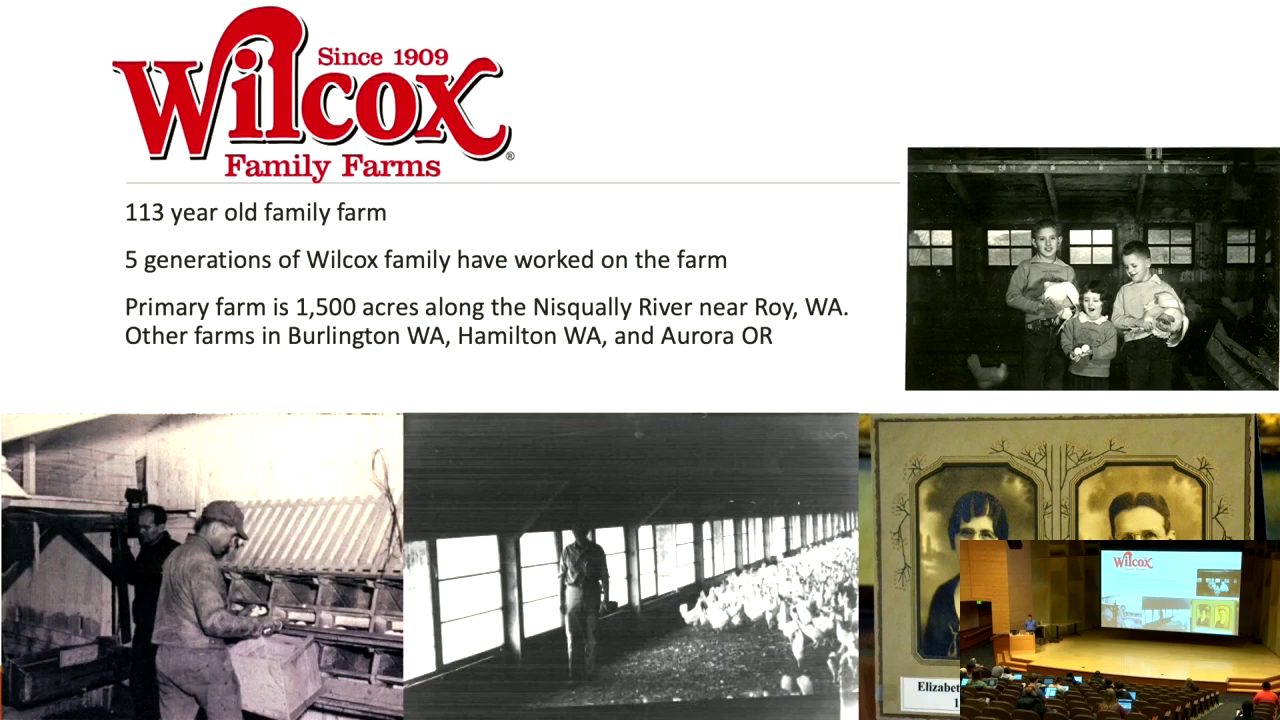 Since 1909
Wilcox
®
Family Farms
113 year old family farm
5 generations of Wilcox family have worked on the farm
Primary farm is 1,500 acres along the Nisqually River near Roy, WA.
Other farms in Burlington WA, Hamilton WA, and Aurora OR
Wilcox